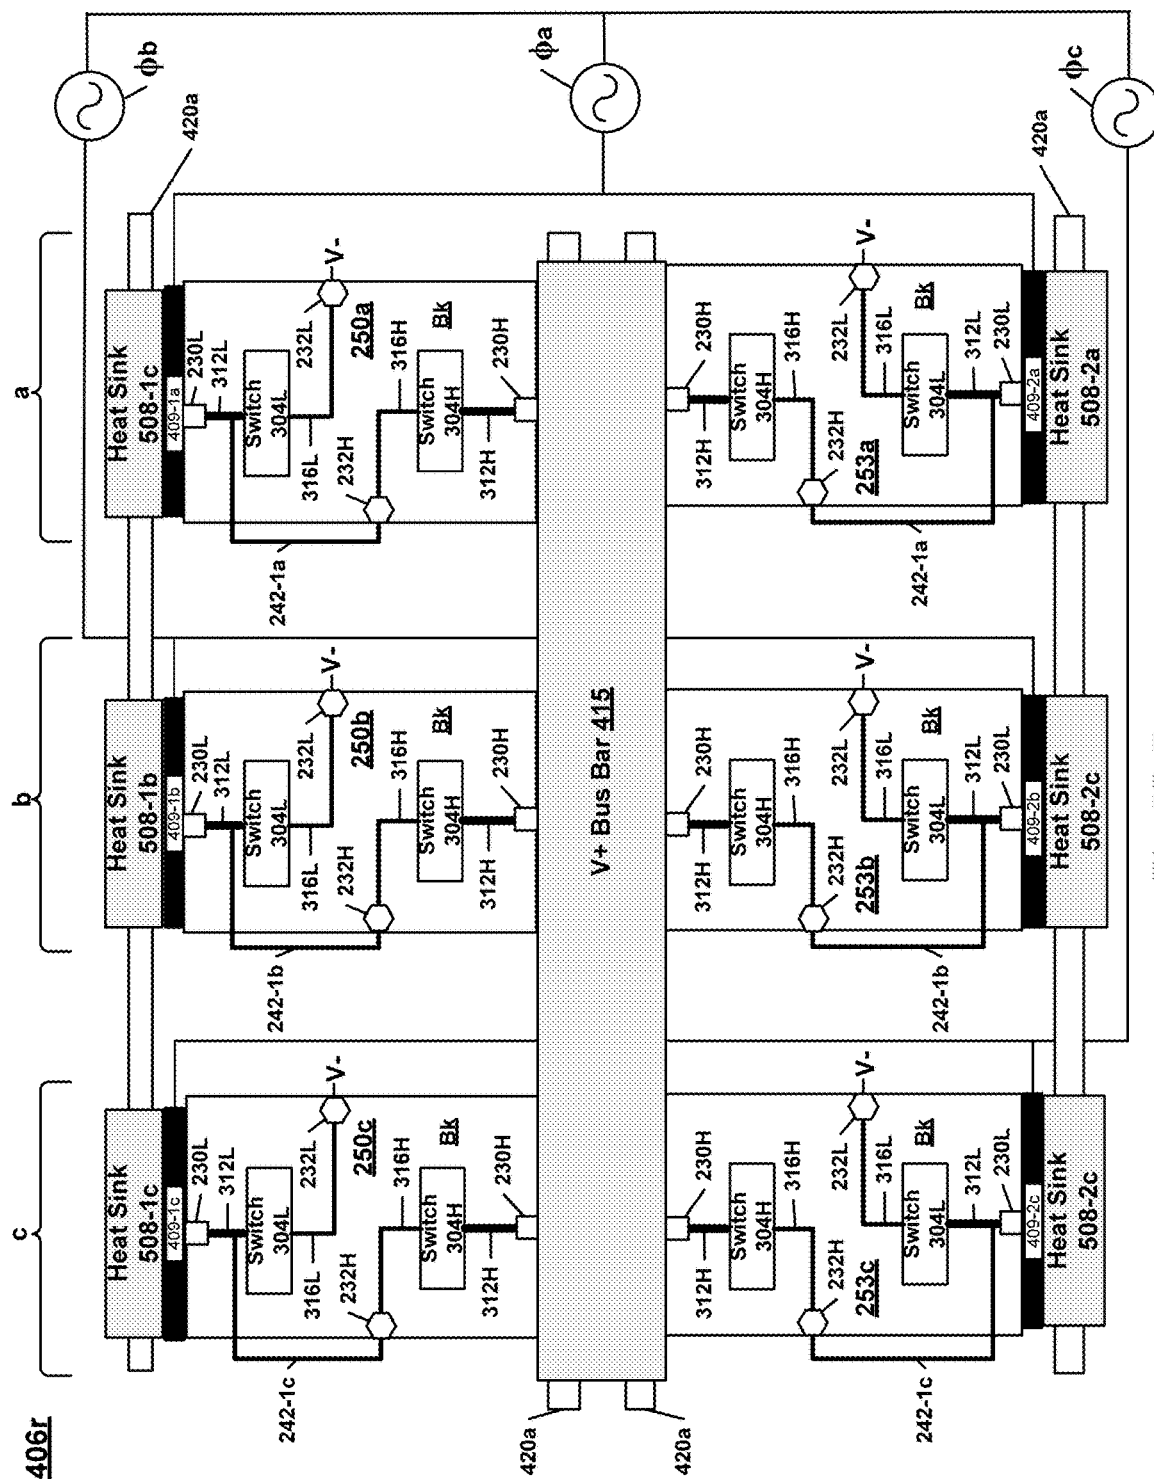 406r
c
b
a
Heat Sink
508-1c
Heat Sink
508-1b
Heat Sink
508-1c
ϕb
409-1c
409-1b
409-1a
420a
230L
230L
230L
312L
312L
312L
Switch
304L
Switch
304L
Switch
304L
242-1c
242-1b
242-1a
316L
232L
316L
232L
316L
232L
V-
V-
V-
232H
250c
232H
250b
232H
250a
316H
316H
316H
Switch
304H
Bk
Switch
304H
Bk
Switch
304H
Bk
312H
230H
312H
230H
312H
230H
420a
ϕa
V+ Bus Bar 415
420a
312H
230H
312H
230H
312H
230H
Switch
304H
Switch
304H
Switch
304H
316H
316H
316H
232H
232L
232H
232L
232H
232L
253c
V-
253b
V-
253a
V-
316L
316L
316L
Switch
304L
Bk
Switch
304L
Bk
Switch
304L
Bk
242-1c
242-1b
242-1a
312L
312L
312L
230L
230L
230L
409-2c
409-2b
409-2a
420a
Heat Sink
508-2c
Heat Sink
508-2c
Heat Sink
508-2a
ϕc